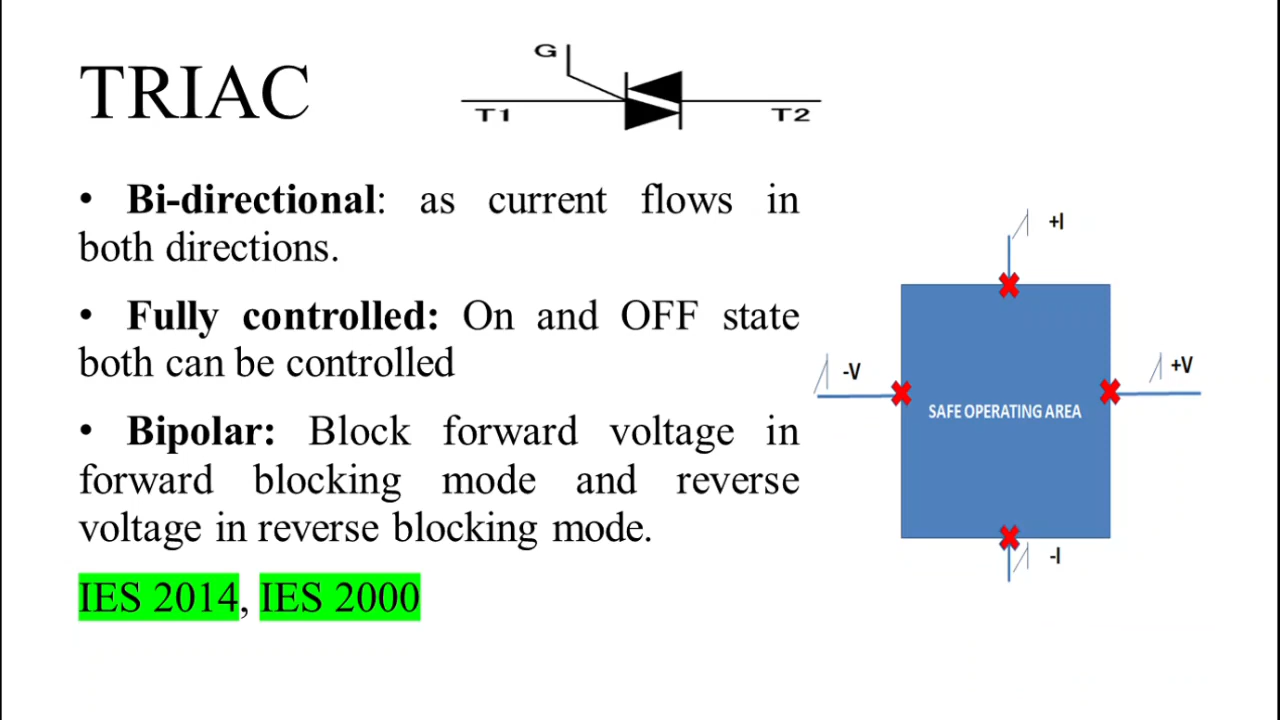 TRIAC
G
T1
T2
• Bi-directional: as current flows in
both directions.
• Fully controlled: On and OFF state
both can be controlled
• Bipolar: Block forward voltage in
forward blocking mode and reverse
voltage in reverse blocking mode.
IES 2014, IES 2000
+I
-V
+V
SAFE OPERATING AREA
-I